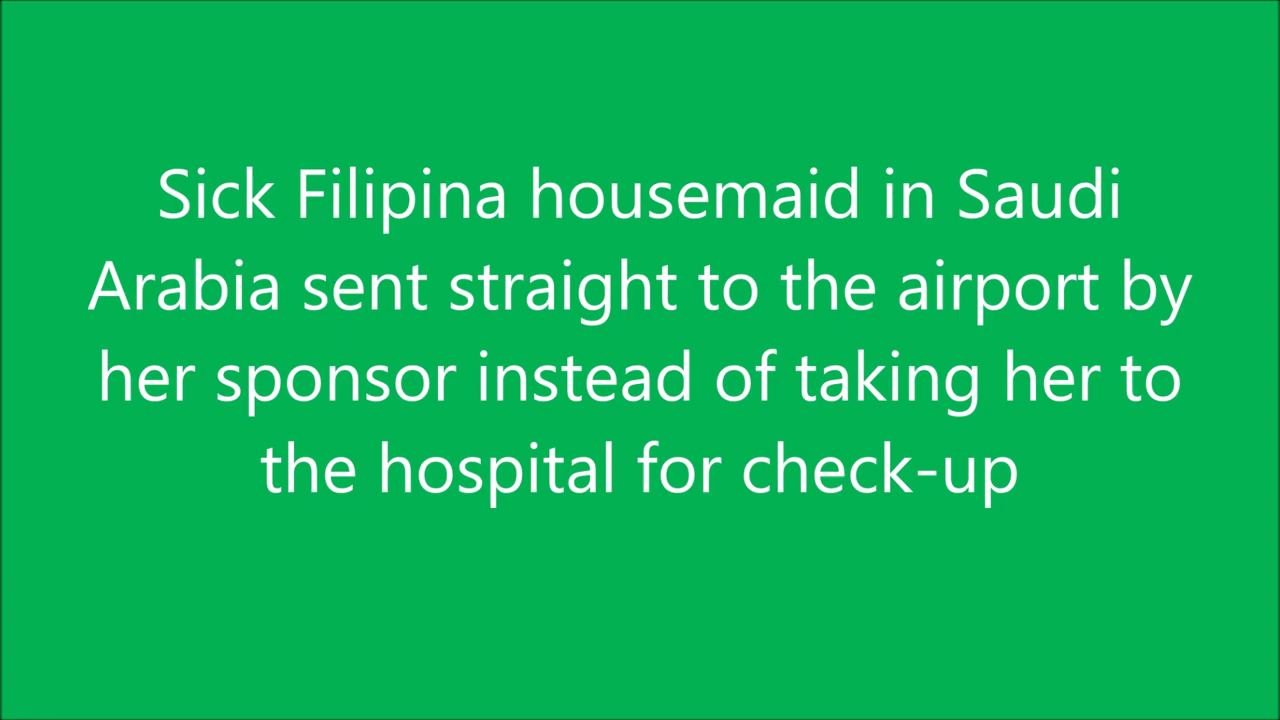 Sick Filipina housemaid in Saudi
Arabia sent straight to the airport by
her sponsor instead of taking her to
the hospital for check-up